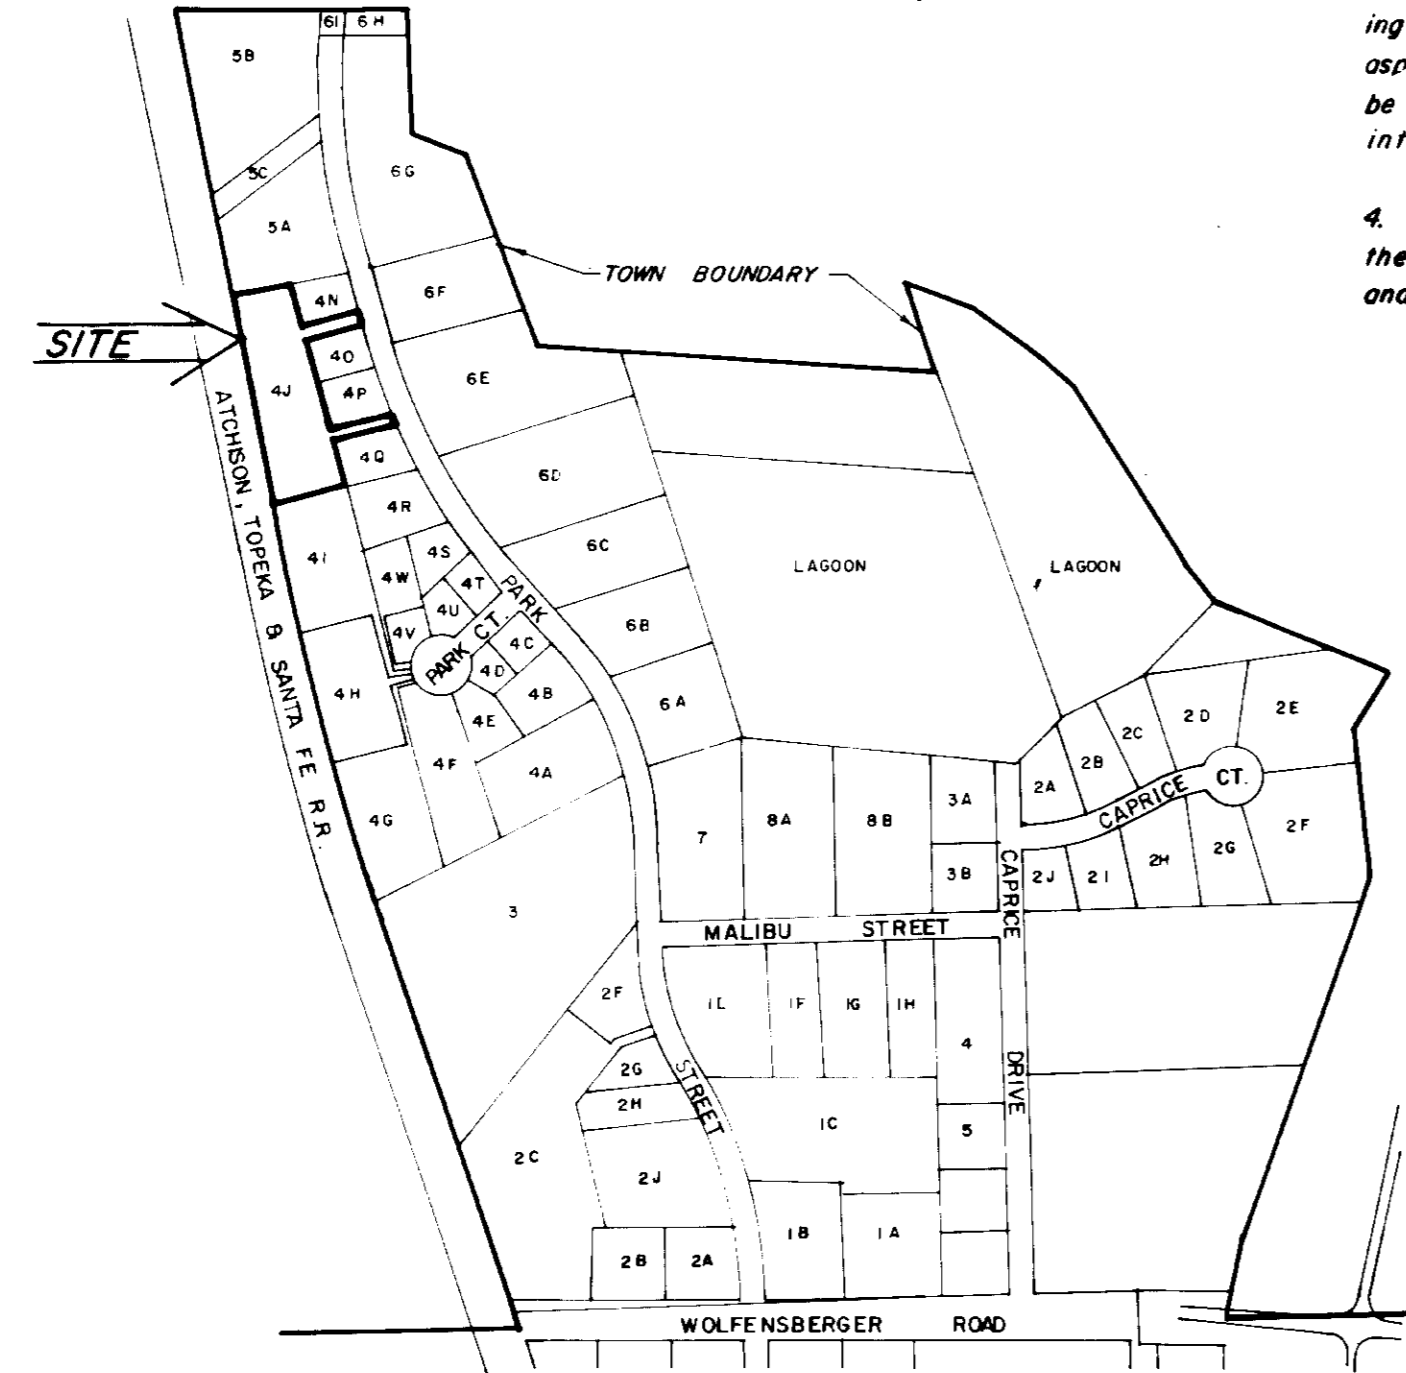 ing
asp
be
int
4.
the
and
61 6H
5B
5C
6G
5A
TOWN BOUNDARY
6F
4N
SITE
4O
4J
4P
6E
4Q
6D
4R
ATCHISON, TOPEKA & SANTA FE R.R.
4I
4S
6C
4W
4T
LAGOON
LAGOON
4U
PARK
4V
PARK CT.
4C
6B
4D
4H
4B
6A
4E
2D
2E
2C
4F
4A
2B
2A
CAPRICE CT.
3A
4G
7
8A
8B
2F
3B
CAPRICE
2J
2I
2H
2G
3
MALIBU STREET
2F
1F
1G
1H
4
DRIVE
2G
STREET
2H
1C
5
2C
2J
1B
1A
2B
2A
WOLFENSBERGER ROAD